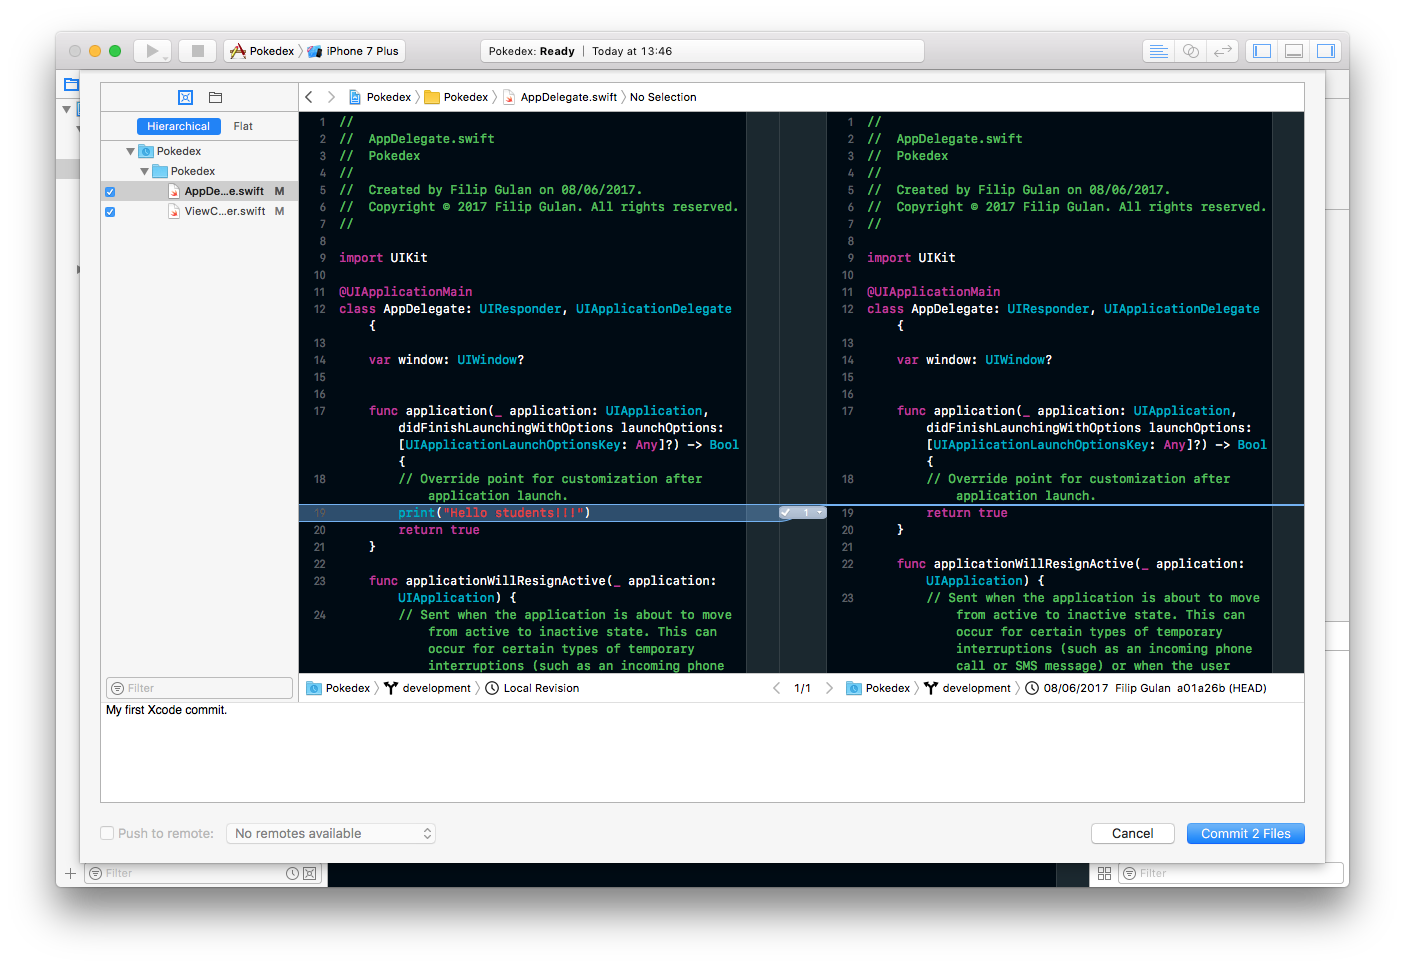 Pokedex iPhone 7 Plus
Pokedex: Ready | Today at 13:46
Pokedex Pokedex AppDelegate.swift No Selection
Hierarchical Flat
Pokedex
Pokedex
AppDe...e.swift M
ViewC...er.swift M
Filter
1 //
2 // AppDelegate.swift
3 // Pokedex
4 //
5 // Created by Filip Gulan on 08/06/2017.
6 // Copyright © 2017 Filip Gulan. All rights reserved.
7 //
8
9 import UIKit
10
11 @UIApplicationMain
12 class AppDelegate: UIResponder, UIApplicationDelegate
{
13
14 var window: UIWindow?
15
16
17 func application(_ application: UIApplication,
didFinishLaunchingWithOptions launchOptions:
[UIApplicationLaunchOptionsKey: Any]?) -> Bool
{
18 // Override point for customization after
application launch.
19 print("Hello students!!!")
20 return true
21 }
22
23 func applicationWillResignActive(_ application:
UIApplication) {
24 // Sent when the application is about to move
from active to inactive state. This can
occur for certain types of temporary
interruptions (such as an incoming phone
1
1 //
2 // AppDelegate.swift
3 // Pokedex
4 //
5 // Created by Filip Gulan on 08/06/2017.
6 // Copyright © 2017 Filip Gulan. All rights reserved.
7 //
8
9 import UIKit
10
11 @UIApplicationMain
12 class AppDelegate: UIResponder, UIApplicationDelegate
{
13
14 var window: UIWindow?
15
16
17 func application(_ application: UIApplication,
didFinishLaunchingWithOptions launchOptions:
[UIApplicationLaunchOptionsKey: Any]?) -> Bool
{
18 // Override point for customization after
application launch.
19 return true
20 }
21
22 func applicationWillResignActive(_ application:
UIApplication) {
23 // Sent when the application is about to move
from active to inactive state. This can
occur for certain types of temporary
interruptions (such as an incoming phone
call or SMS message) or when the user
Pokedex development Local Revision
1/1
Pokedex development 08/06/2017 Filip Gulan a01a26b (HEAD)
My first Xcode commit.
Push to remote: No remotes available
Cancel Commit 2 Files
Filter
Filter